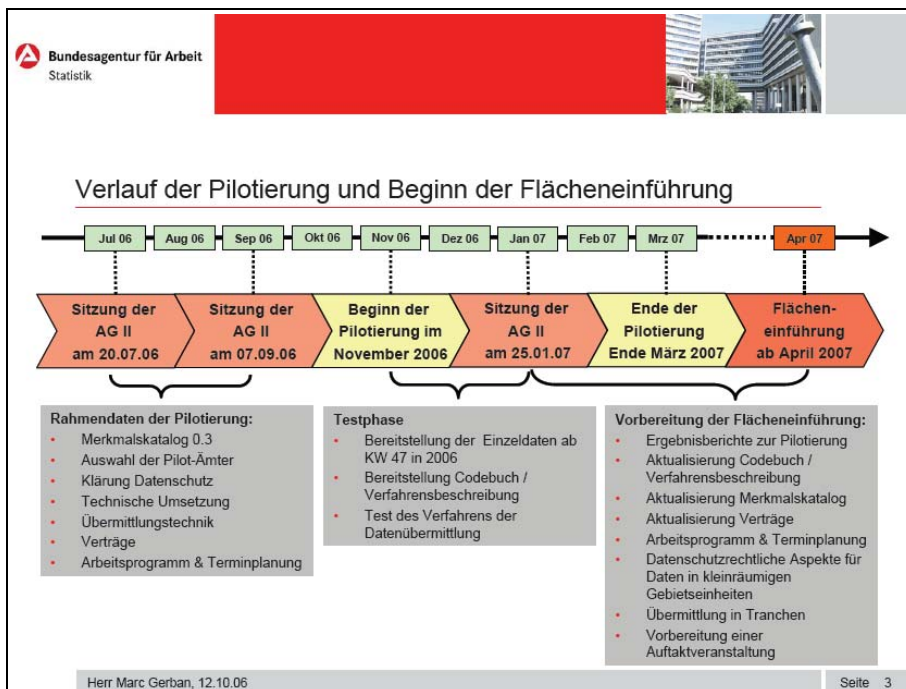 Bundesagentur für Arbeit
Statistik
Verlauf der Pilotierung und Beginn der Flächeneinführung
Jul 06
Aug 06
Sep 06
Okt 06
Nov 06
Dez 06
Jan 07
Feb 07
Mrz 07
Apr 07
Sitzung der
AG II
am 20.07.06
Sitzung der
AG II
am 07.09.06
Beginn der
Pilotierung im
November 2006
Sitzung der
AG II
am 25.01.07
Ende der
Pilotierung
Ende März 2007
Flächen-
einführung
ab April 2007
Rahmendaten der Pilotierung:
• Merkmalskatalog 0.3
• Auswahl der Pilot-Ämter
• Klärung Datenschutz
• Technische Umsetzung
• Übermittlungstechnik
• Verträge
• Arbeitsprogramm & Terminplanung
Testphase
• Bereitstellung der Einzeldaten ab
KW 47 in 2006
• Bereitstellung Codebuch /
Verfahrensbeschreibung
• Test des Verfahrens der
Datenübermittlung
Vorbereitung der Flächeneinführung:
• Ergebnisberichte zur Pilotierung
• Aktualisierung Codebuch /
Verfahrensbeschreibung
• Aktualisierung Merkmalskatalog
• Aktualisierung Verträge
• Arbeitsprogramm & Terminplanung
• Datenschutzrechtliche Aspekte für
Daten in kleinräumigen
Gebietseinheiten
• Übermittlung in Tranchen
• Vorbereitung einer
Auftaktveranstaltung
Herr Marc Gerban, 12.10.06
Seite 3